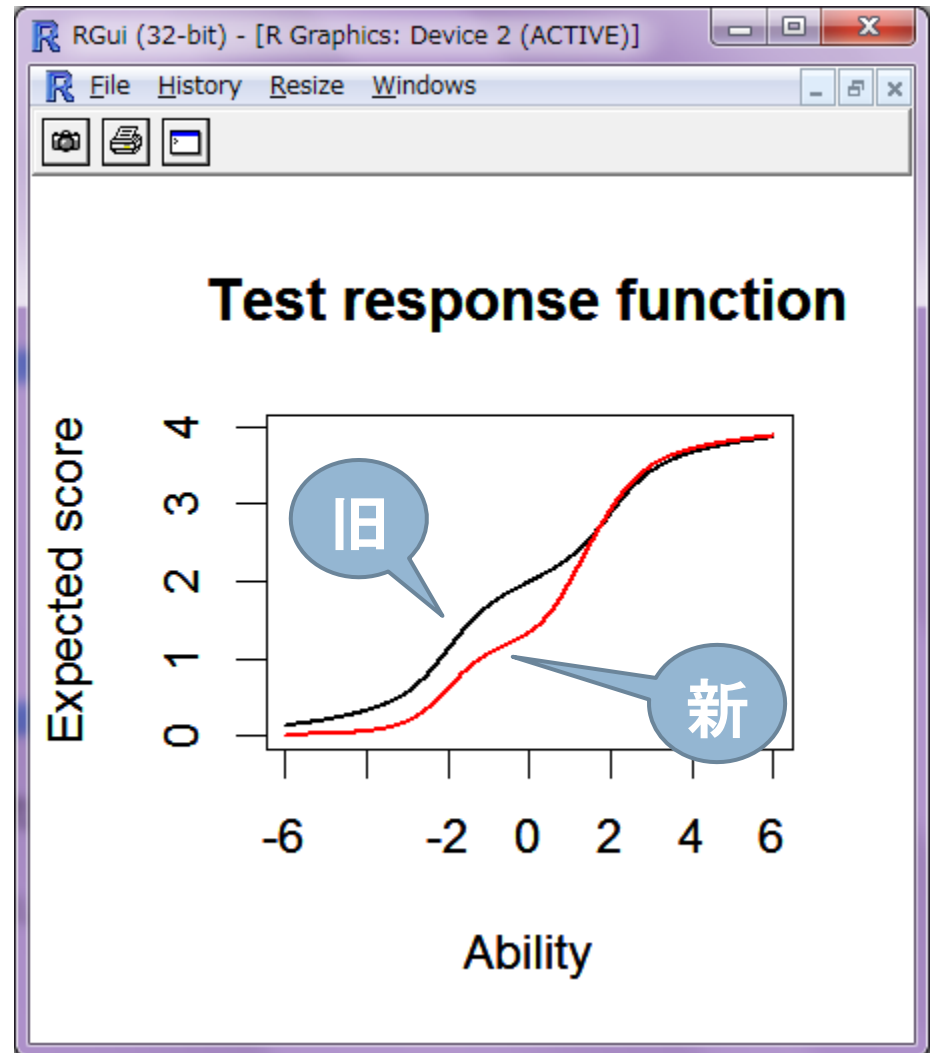 RGui (32-bit) - [R Graphics: Device 2 (ACTIVE)]
File History Resize Windows
Test response function
Expected score
4
3
2
1
0
旧
新
-6 -2 0 2 4 6
Ability